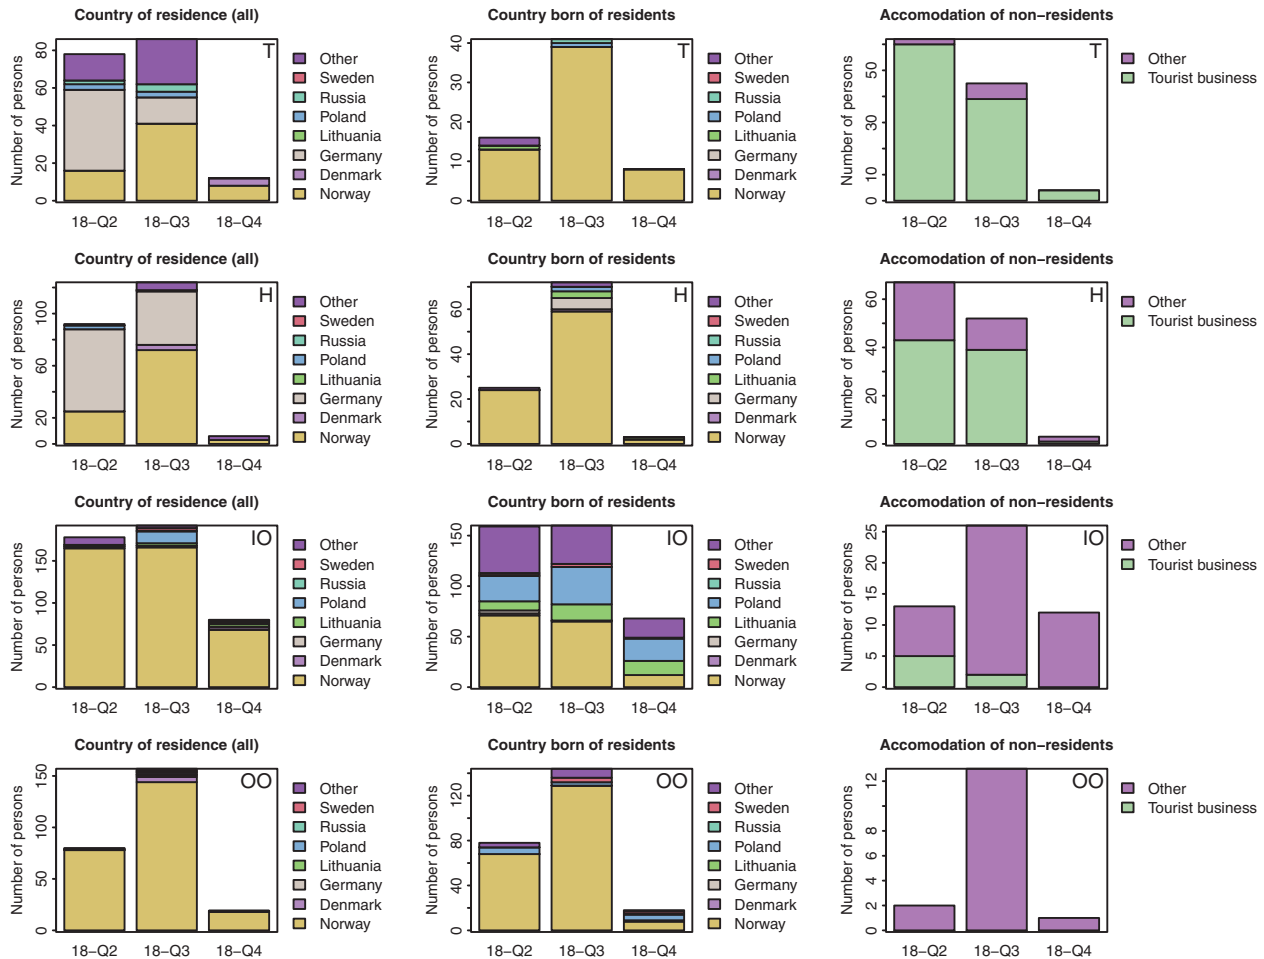 Country of residence (all)
Number of persons
0
20
40
60
80
T
18−Q2 18−Q3 18−Q4
Other
Sweden
Russia
Poland
Lithuania
Germany
Denmark
Norway
Country born of residents
Number of persons
0
10
20
30
40
T
18−Q2 18−Q3 18−Q4
Other
Sweden
Russia
Poland
Lithuania
Germany
Denmark
Norway
Accomodation of non−residents
Number of persons
0
10
30
50
T
18−Q2 18−Q3 18−Q4
Other
Tourist business
Country of residence (all)
Number of persons
0
20
60
100
H
18−Q2 18−Q3 18−Q4
Other
Sweden
Russia
Poland
Lithuania
Germany
Denmark
Norway
Country born of residents
Number of persons
0
20
40
60
H
18−Q2 18−Q3 18−Q4
Other
Sweden
Russia
Poland
Lithuania
Germany
Denmark
Norway
Accomodation of non−residents
Number of persons
0
20
40
60
H
18−Q2 18−Q3 18−Q4
Other
Tourist business
Country of residence (all)
Number of persons
0
50
100
150
IO
18−Q2 18−Q3 18−Q4
Other
Sweden
Russia
Poland
Lithuania
Germany
Denmark
Norway
Country born of residents
Number of persons
0
50
100
150
IO
18−Q2 18−Q3 18−Q4
Other
Sweden
Russia
Poland
Lithuania
Germany
Denmark
Norway
Accomodation of non−residents
Number of persons
0
5
10
15
20
25
IO
18−Q2 18−Q3 18−Q4
Other
Tourist business
Country of residence (all)
Number of persons
0
50
100
150
OO
18−Q2 18−Q3 18−Q4
Other
Sweden
Russia
Poland
Lithuania
Germany
Denmark
Norway
Country born of residents
Number of persons
0
40
80
120
OO
18−Q2 18−Q3 18−Q4
Other
Sweden
Russia
Poland
Lithuania
Germany
Denmark
Norway
Accomodation of non−residents
Number of persons
0
2
4
6
8
12
OO
18−Q2 18−Q3 18−Q4
Other
Tourist business